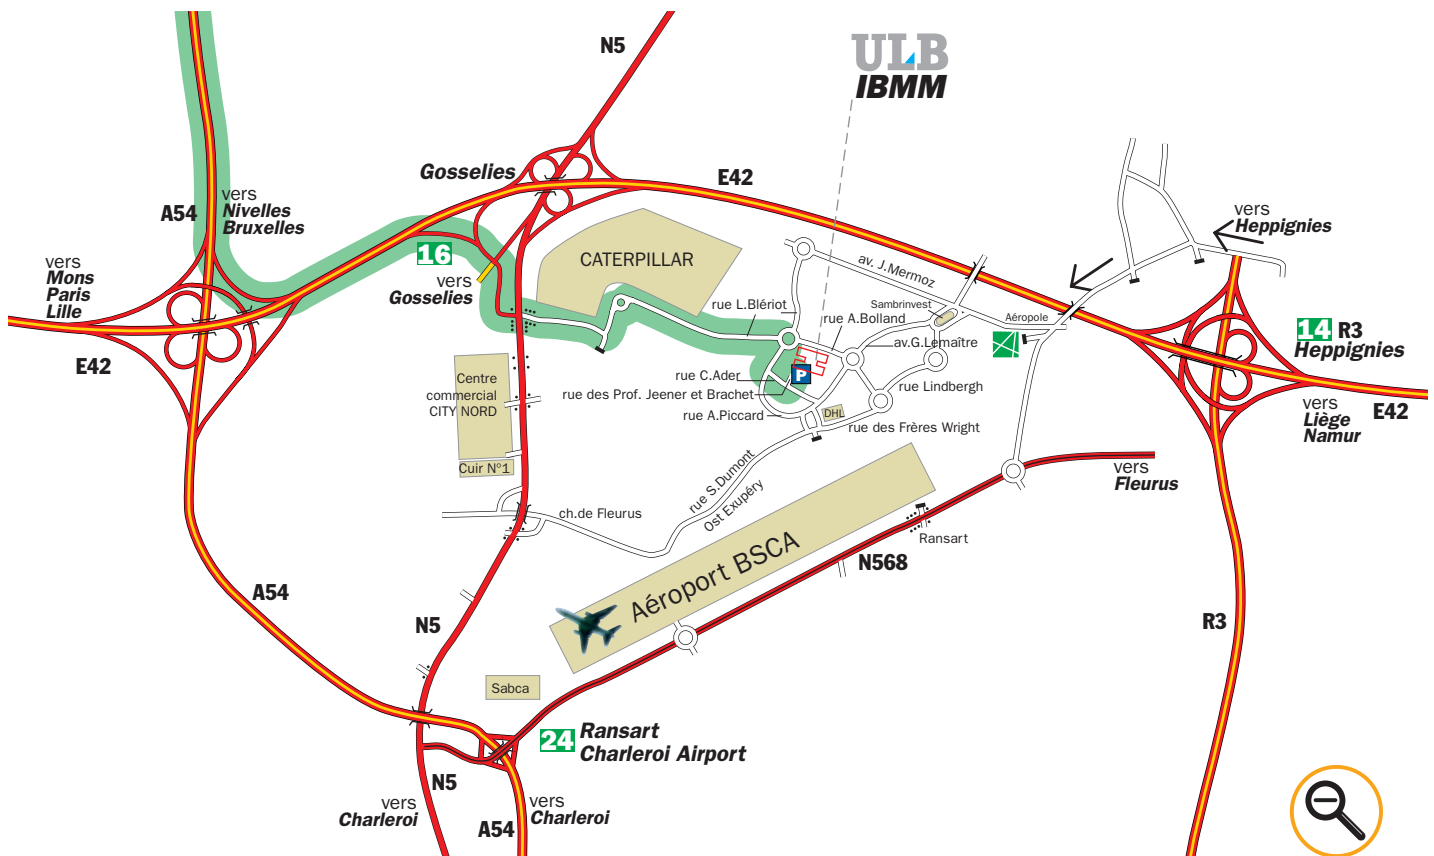 N5
ULB
IBMM
Gosselies
E42
A54
vers
Nivelles
Bruxelles
vers
Heppignies
16
CATERPILLAR
vers
Mons
Paris
Lille
vers
Gosselies
av. J.Mermoz
rue L.Blériot
Sambrinvest
rue A.Bolland
Aéropole
14 R3
Heppignies
av.G.Lemaître
E42
Centre
commercial
CITY NORD
rue C.Ader
P
rue des Prof. Jeener et Brachet
rue Lindbergh
rue A.Piccard
DHL
rue des Frères Wright
vers
Liège
Namur
E42
Cuir N°1
vers
Fleurus
rue S.Dumont
Ost Exupéry
ch.de Fleurus
Ransart
Aéroport BSCA
N568
A54
N5
R3
Sabca
24 Ransart
Charleroi Airport
N5
vers
Charleroi
A54
vers
Charleroi